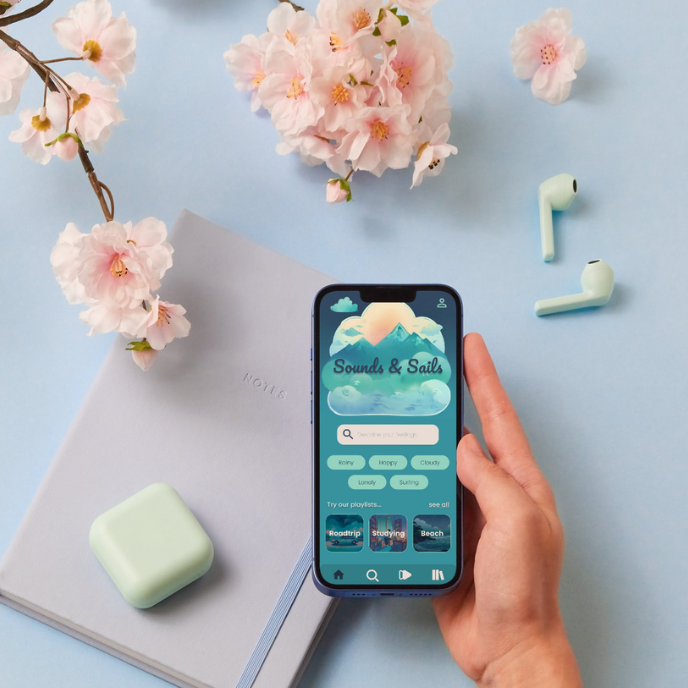 NOTES
Sounds & Sails
Describe your feelings...
Rainy Happy Cloudy
Lonely Surfing
Try our playlists... see all
Roadtrip Studying Beach